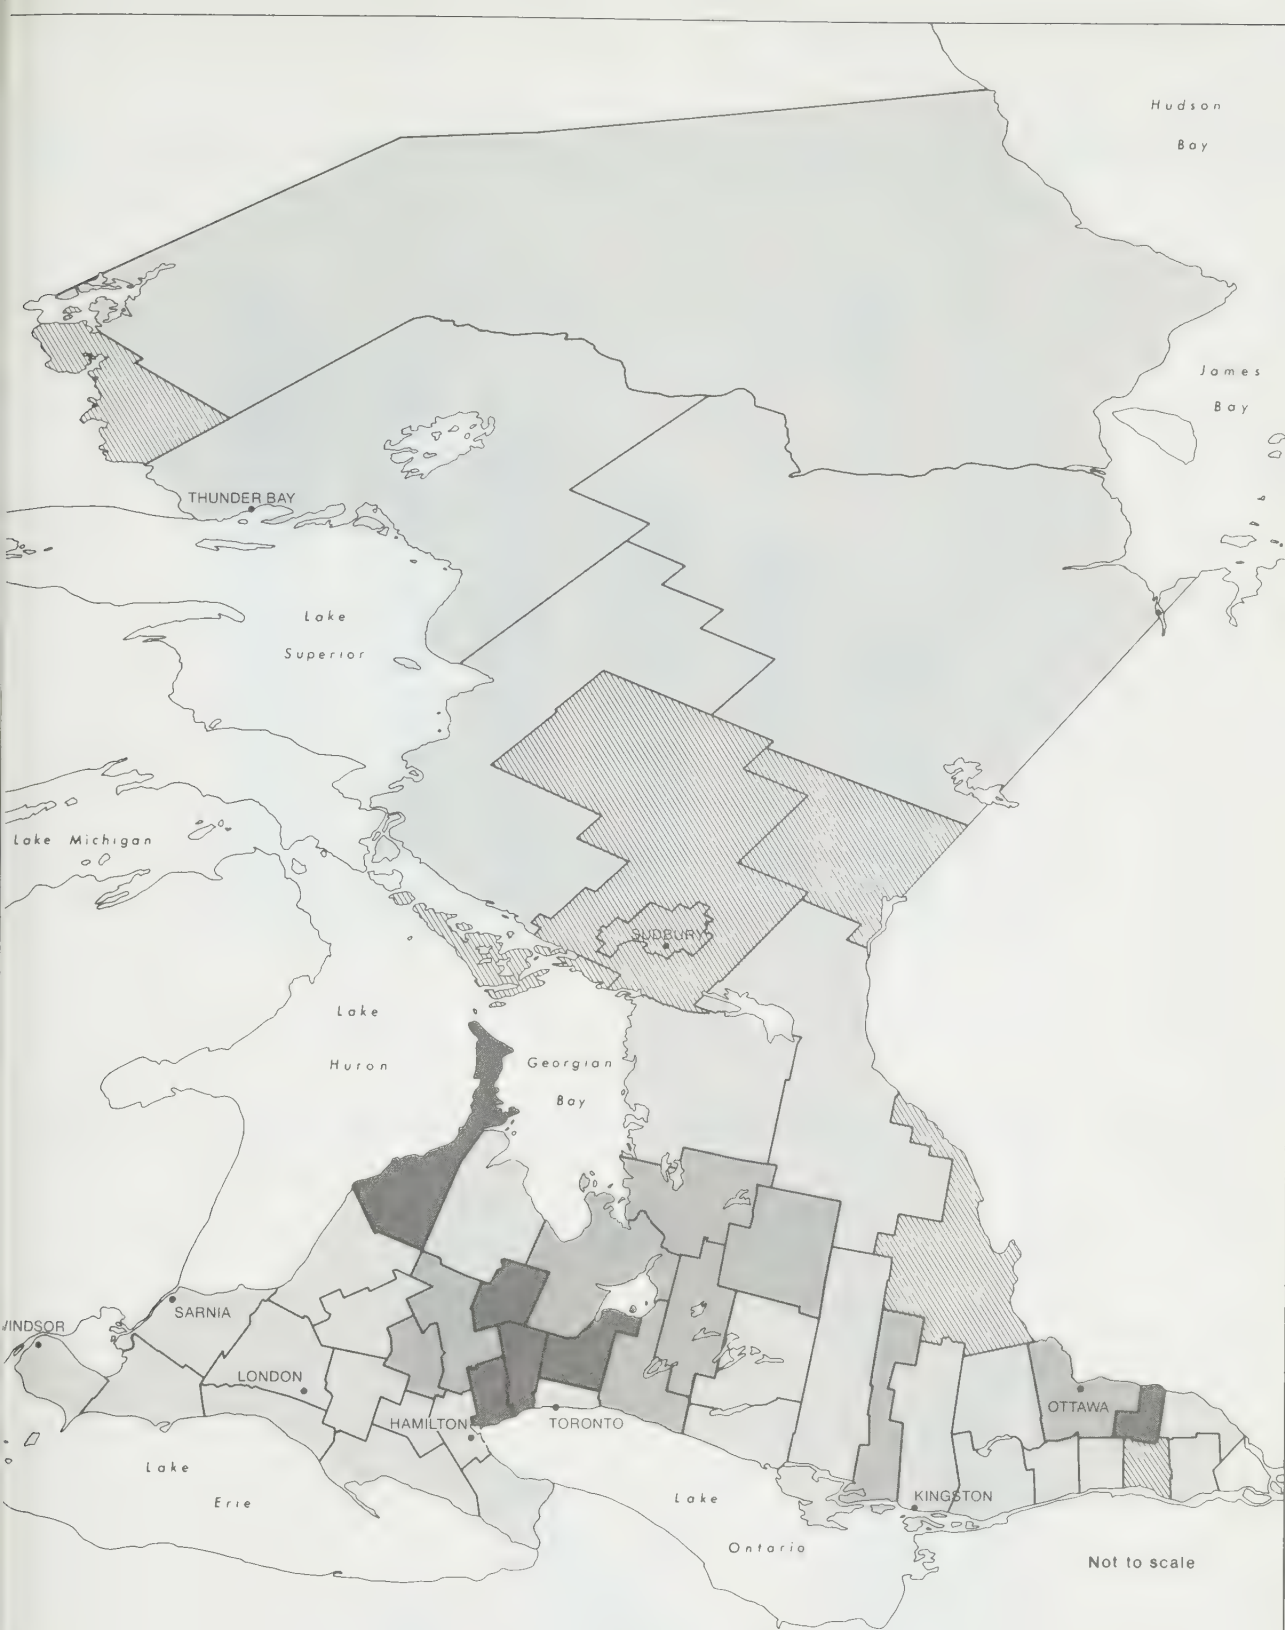 Hudson
Bay
James
Bay
THUNDER BAY
Lake
Superior
Lake Michigan
SUDBURY
Lake
Huron
Georgian
Bay
SARNIA
WINDSOR
LONDON
HAMILTON
TORONTO
OTTAWA
KINGSTON
Lake
Erie
Lake
Ontario
Not to scale